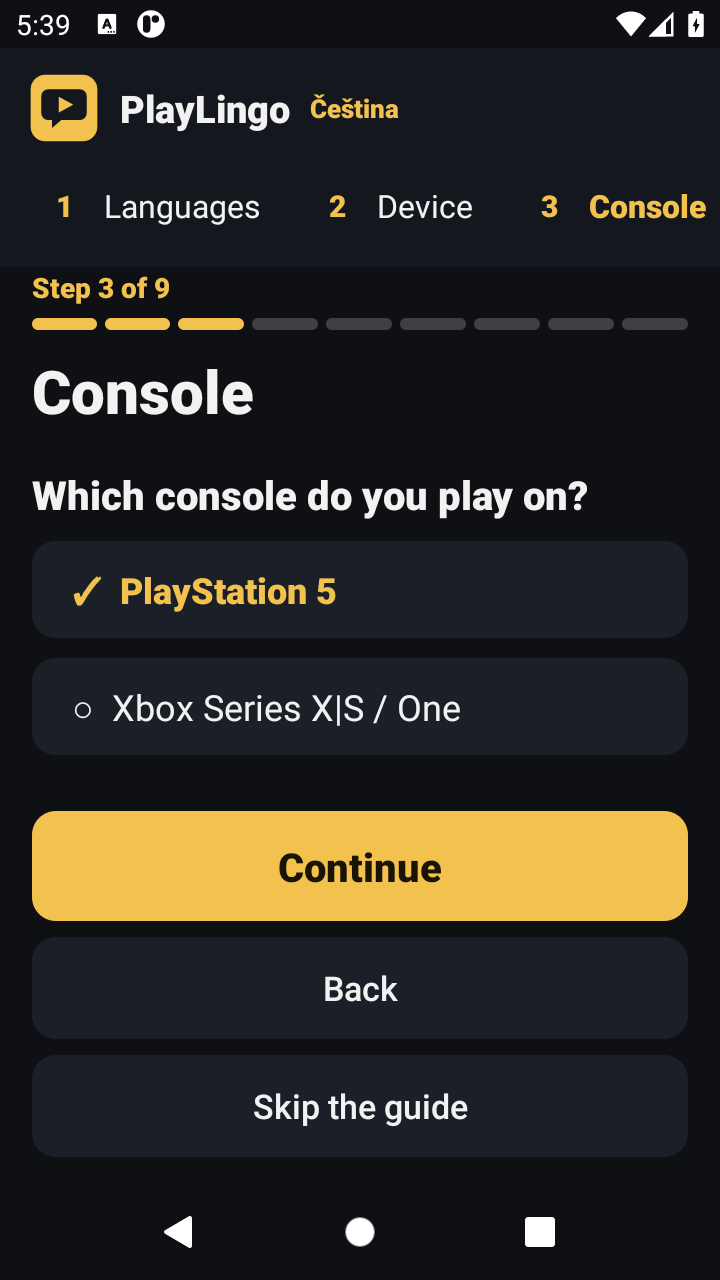 5:39
PlayLingo Čeština
1 Languages 2 Device 3 Console
Step 3 of 9
Console
Which console do you play on?
✓ PlayStation 5
○ Xbox Series X|S / One
Continue
Back
Skip the guide